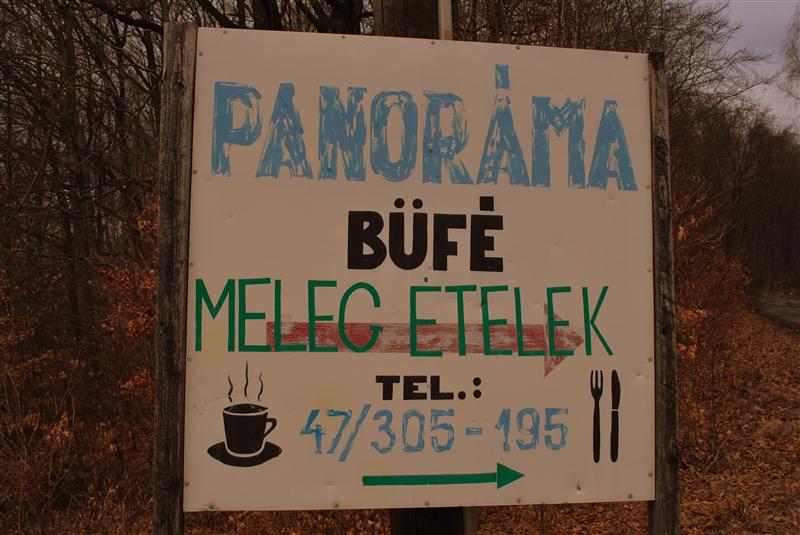 PANORÁMA
BÜFÉ
MELEG ÉTELEK
TEL.:
47/305-195